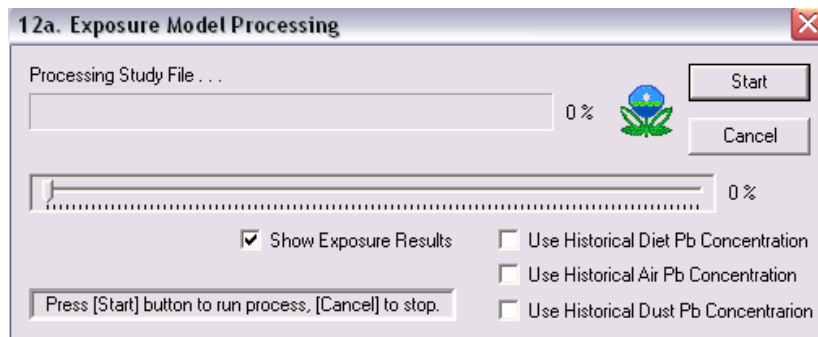 12a. Exposure Model Processing
Processing Study File . . .
0 %
Start
Cancel
0 %
Show Exposure Results
Use Historical Diet Pb Concentration
Use Historical Air Pb Concentration
Press [Start] button to run process, [Cancel] to stop.
Use Historical Dust Pb Concentrarion